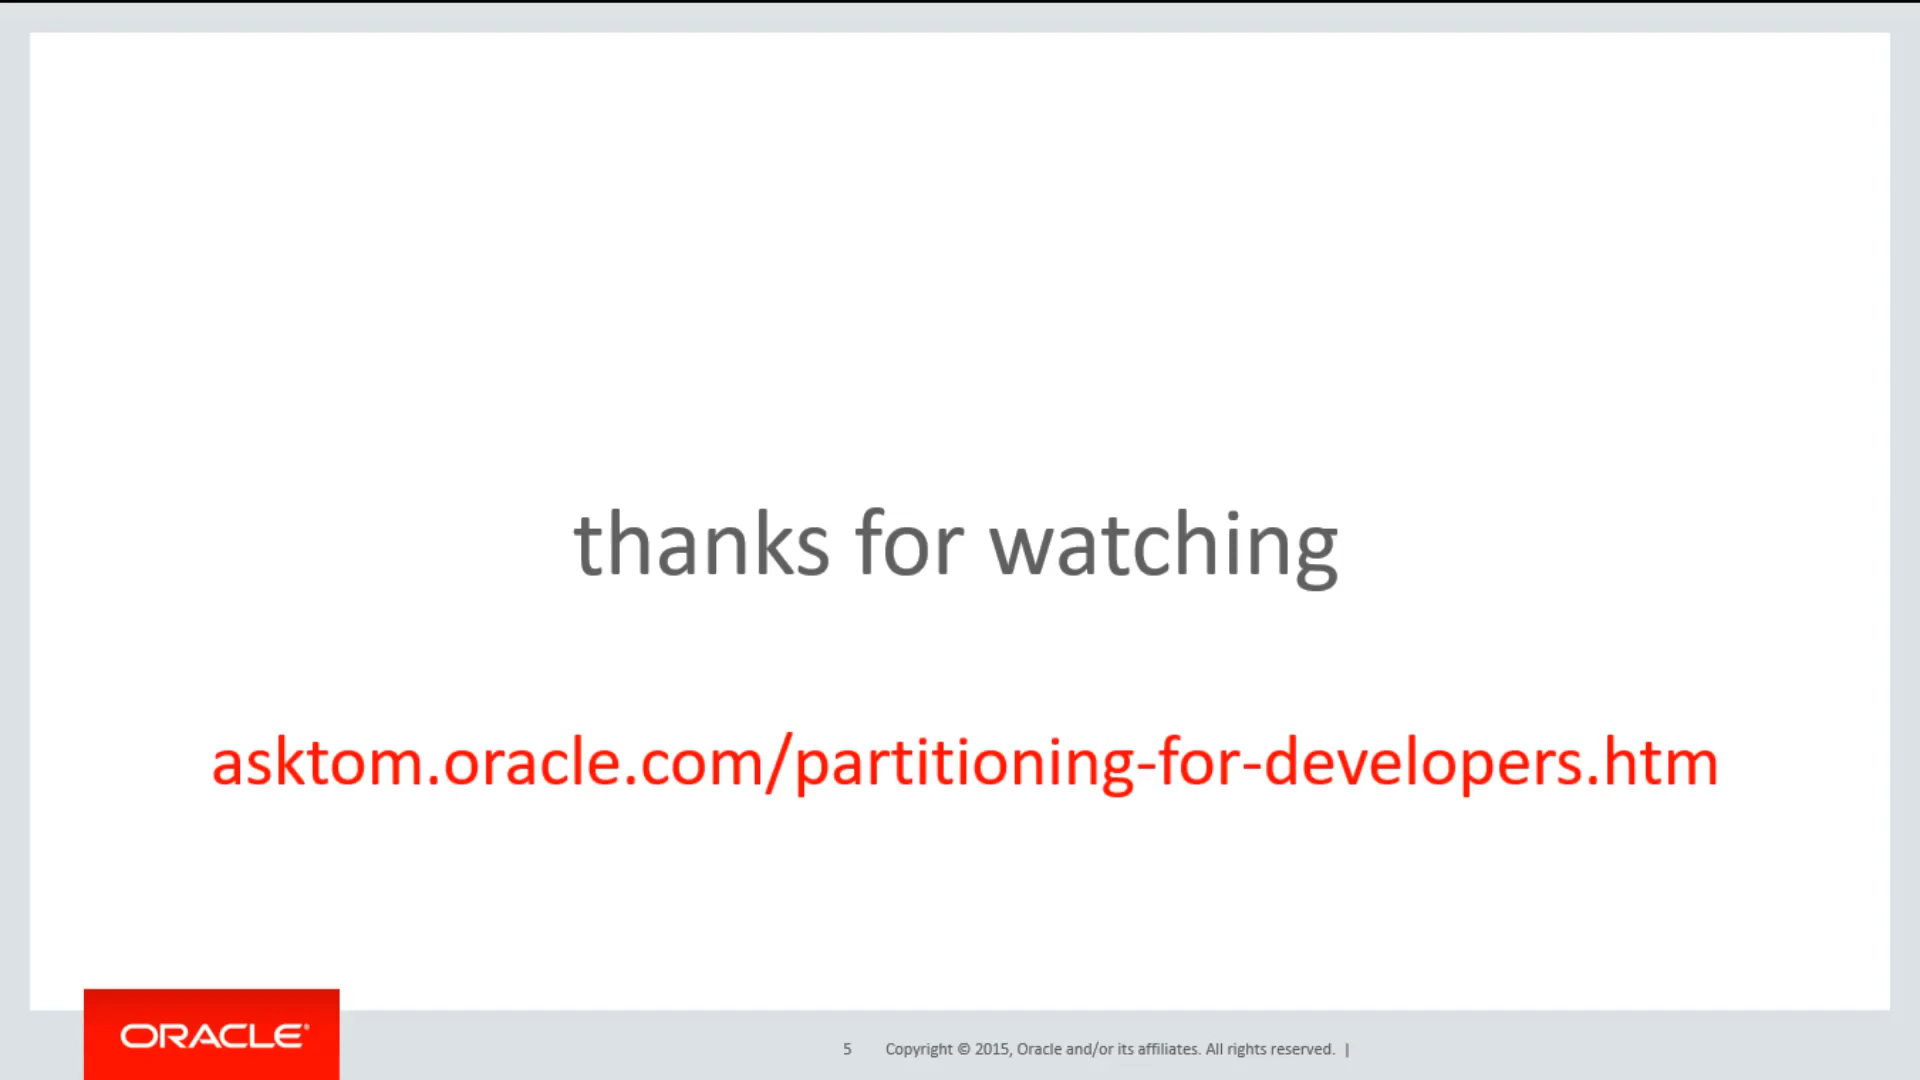 thanks for watching
asktom.oracle.com/partitioning-for-developers.htm
ORACLE®
5 Copyright © 2015, Oracle and/or its affiliates. All rights reserved. |